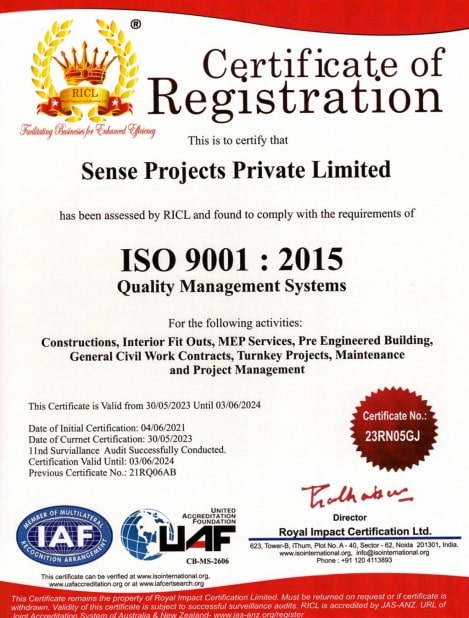 ®
RICL
Facilitating Businesses for Enhanced Efficiency
Certificate of
Registration
This is to certify that
Sense Projects Private Limited
has been assessed by RICL and found to comply with the requirements of
ISO 9001 : 2015
Quality Management Systems
For the following activities:
Constructions, Interior Fit Outs, MEP Services, Pre Engineered Building,
General Civil Work Contracts, Turnkey Projects, Maintenance
and Project Management
This Certificate is Valid from 30/05/2023 Until 03/06/2024
Date of Initial Certification: 04/06/2021
Date of Currnet Certification: 30/05/2023
11nd Surviallance Audit Successfully Conducted.
Certification Valid Until: 03/06/2024
Previous Certificate No.: 21RQ06AB
Certificate No.:
23RN05GJ
MEMBER OF MULTILATERAL
IAF
RECOGNITION ARRANGEMENT
UNITED
ACCREDITATION
FOUNDATION
UAF
CB-MS-2606
Director
Royal Impact Certification Ltd.
623, Tower-B, iThum, Plot No. A - 40, Sector - 62, Noida 201301, India.
www.isointernational.org, info@isointernational.org
Phone : +91 120 4113893
This certificate can be verified at www.isointernational.org,
www.uafaccreditation.org or at www.iafcertsearch.org
This Certificate remains the property of Royal Impact Certification Limited. Must be returned on request or if certificate is
withdrawn. Validity of this certificate is subject to successful surveillance audits. RICL is accredited by JAS-ANZ. URL of
Joint Accreditation System of Australia & New Zealand- www.jas-anz.org/register